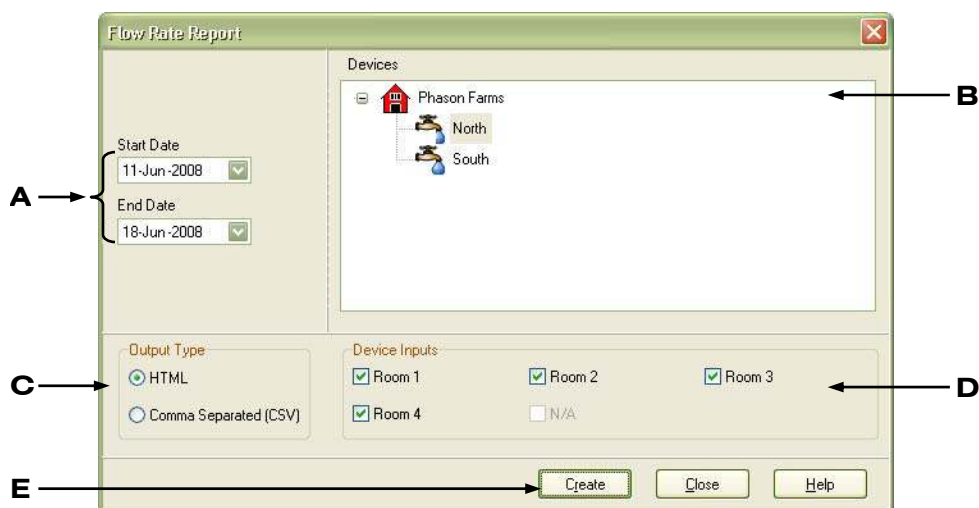 Flow Rate Report
Devices
B
Phason Farms
North
South
Start Date
11-Jun-2008
A
End Date
18-Jun-2008
Output Type
C
HTML
Comma Separated (CSV)
Device Inputs
Room 1
Room 2
Room 3
D
Room 4
N/A
E
Create
Close
Help